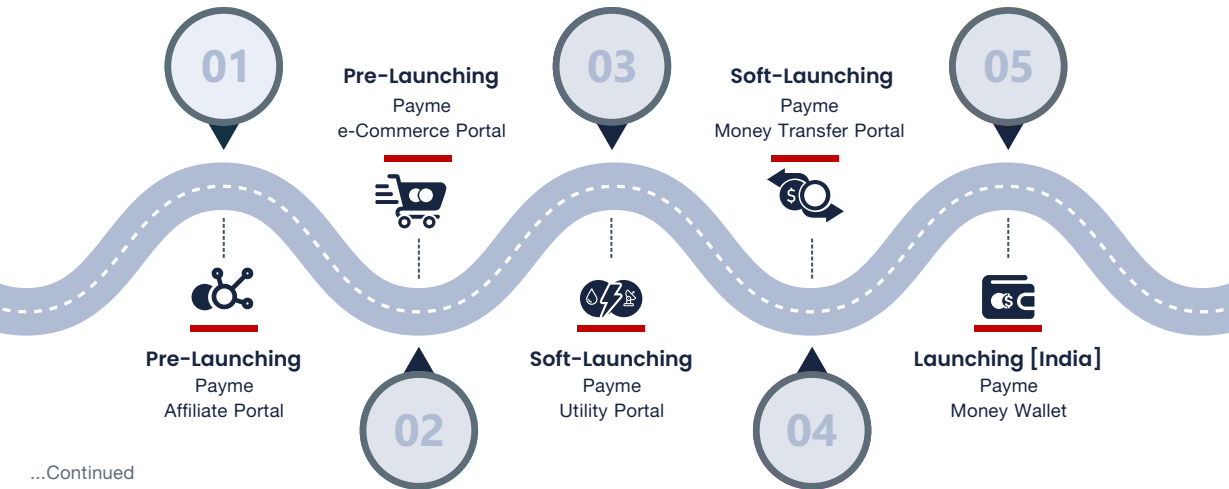 01
Pre-Launching
Payme
Affiliate Portal
02
Pre-Launching
Payme
e-Commerce Portal
03
Soft-Launching
Payme
Utility Portal
04
Soft-Launching
Payme
Money Transfer Portal
$
05
Launching [India]
Payme
Money Wallet
$
...Continued